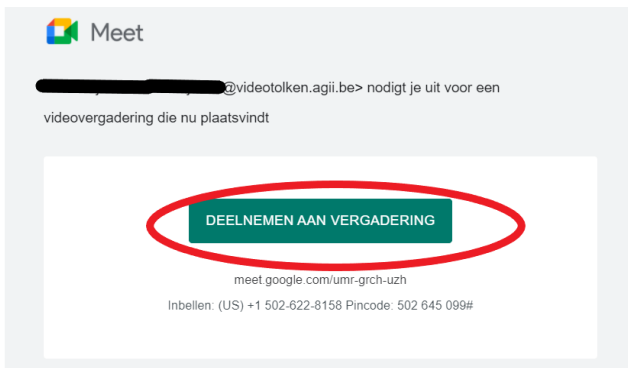 Meet
@videotolken.agii.be> nodigt je uit voor een
videovergadering die nu plaatsvindt
DEELNEMEN AAN VERGADERING
meet.google.com/umr-grch-uzh
Inbellen: (US) +1 502-622-8158 Pincode: 502 645 099#